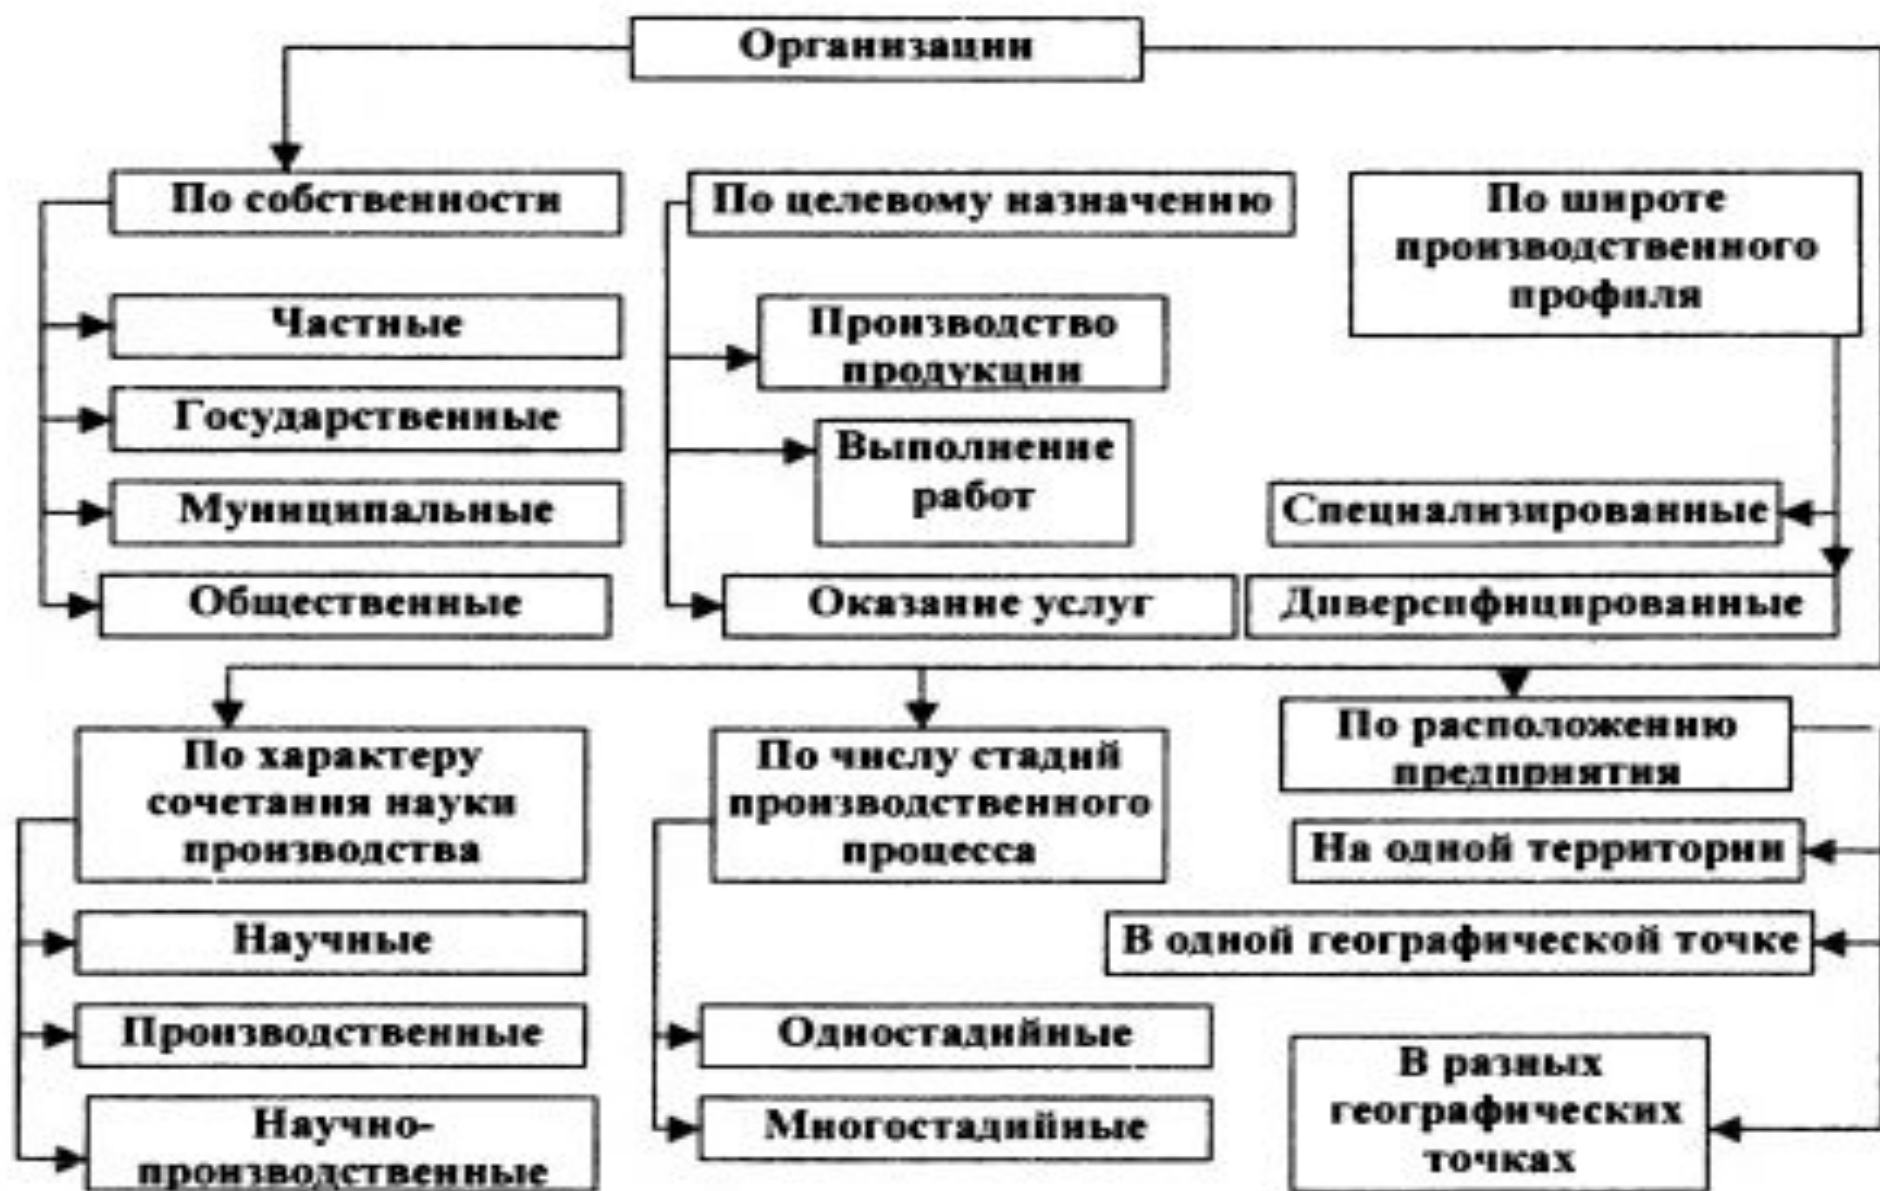 Организации
По собственности
Частные
Государственные
Муниципальные
Общественные
По целевому назначению
Производство
продукции
Выполнение
работ
Оказание услуг
По широте
производственного
профиля
Специализированные
Диверсифицированные
По характеру
сочетания науки
производства
Научные
Производственные
Научно-
производственные
По числу стадий
производственного
процесса
Одностадийные
Многостадийные
По расположению
предприятия
На одной территории
В одной географической точке
В разных
географических
точках